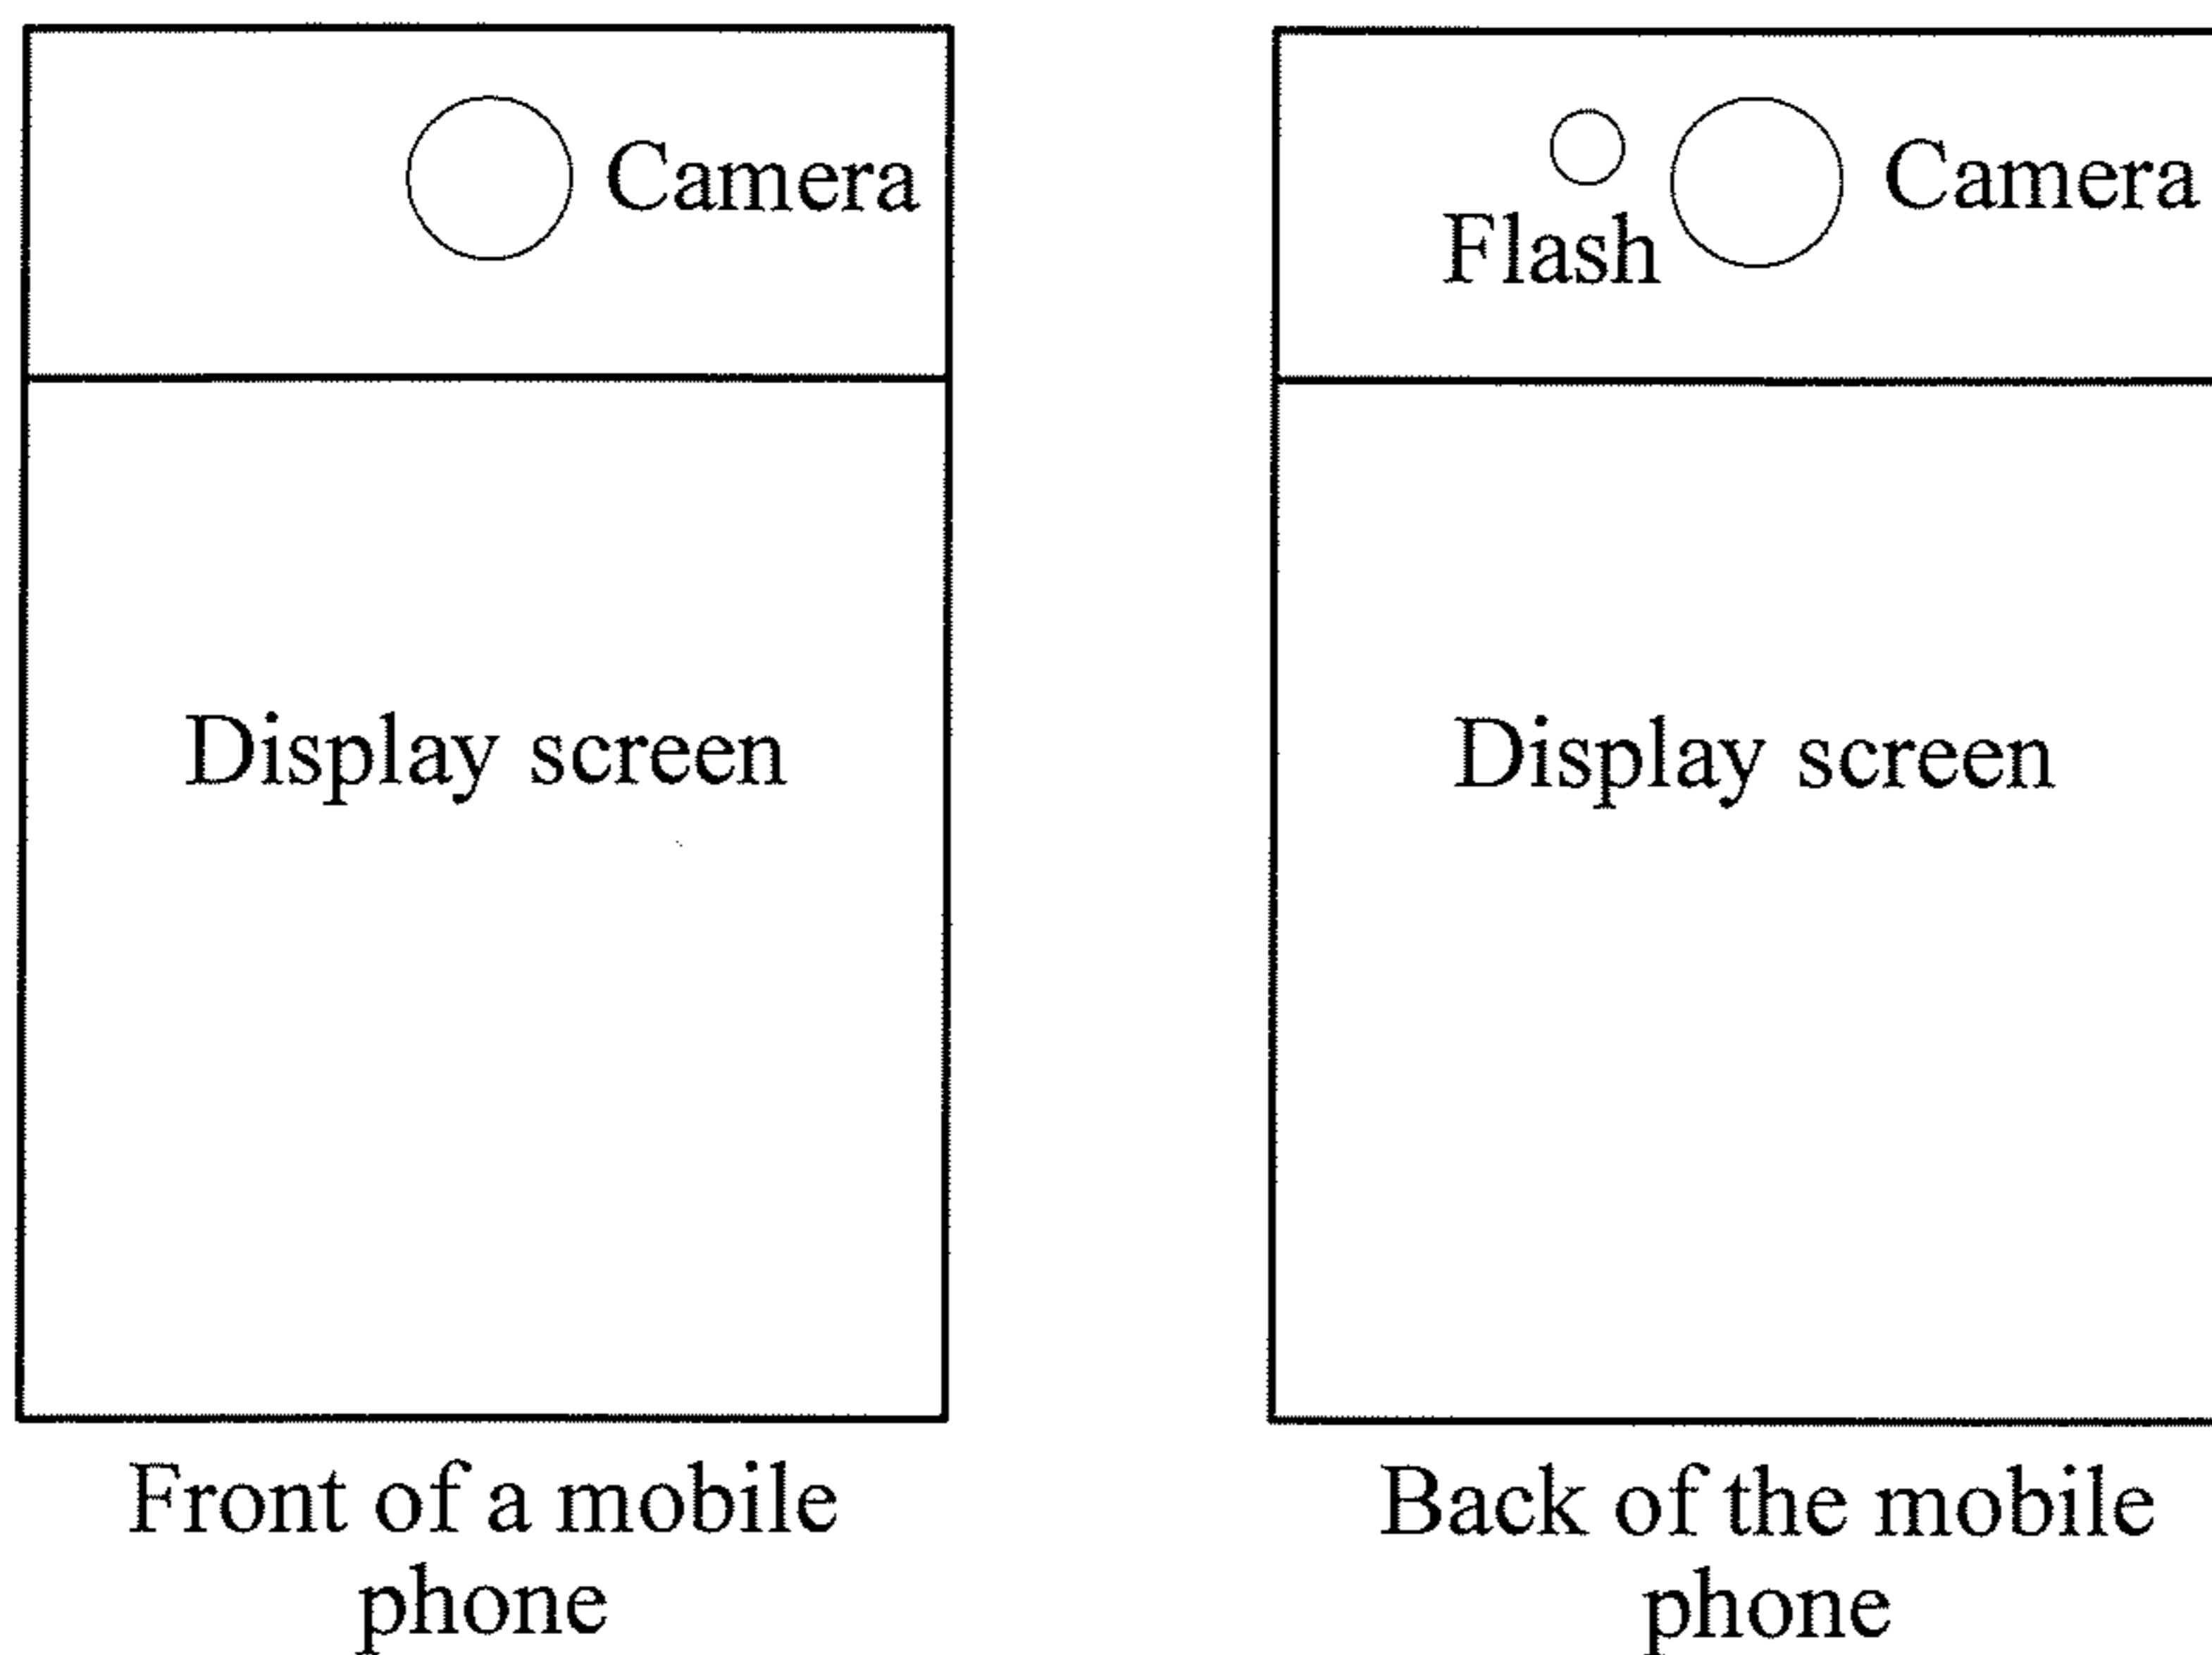 Camera
Display screen
Front of a mobile
phone
Flash
Camera
Display screen
Back of the mobile
phone